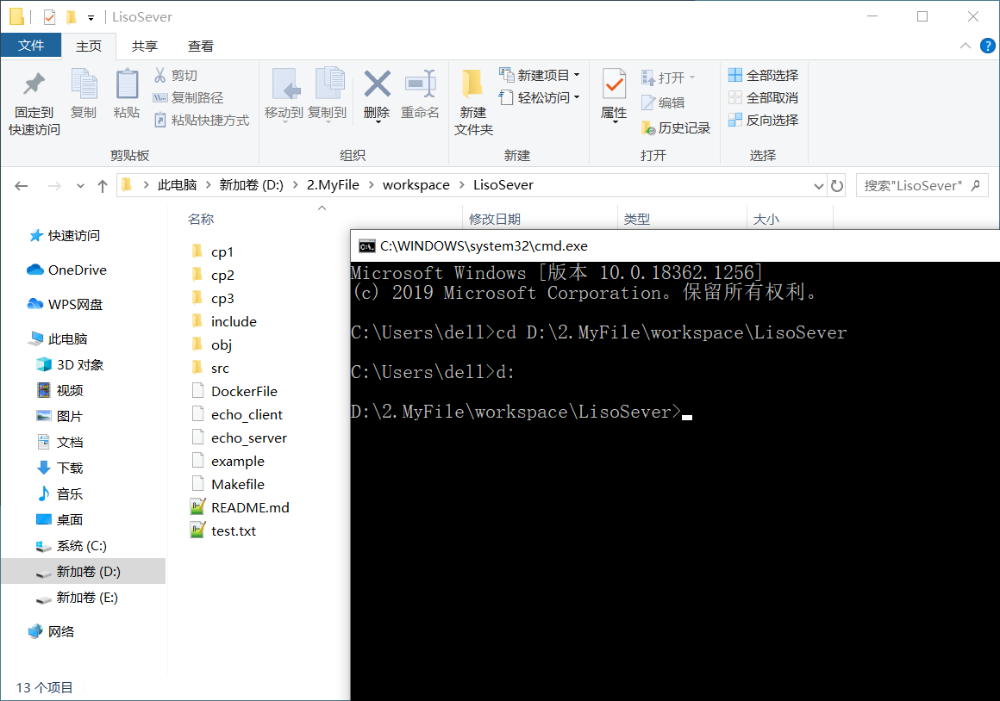 LisoSever
文件 主页 共享 查看
固定到
快速访问
复制
粘贴
剪切
复制路径
粘贴快捷方式
剪贴板
移动到
复制到
删除
重命名
组织
新建
文件夹
新建项目
轻松访问
新建
属性
打开
编辑
历史记录
打开
全部选择
全部取消
反向选择
选择
此电脑 > 新加卷 (D:) > 2.MyFile > workspace > LisoSever
搜索"LisoSever"
名称 修改日期 类型 大小
快速访问
OneDrive
WPS网盘
此电脑
3D 对象
视频
图片
文档
下载
音乐
桌面
系统 (C:)
新加卷 (D:)
新加卷 (E:)
网络
cp1
cp2
cp3
include
obj
src
DockerFile
echo_client
echo_server
example
Makefile
README.md
test.txt
C:\WINDOWS\system32\cmd.exe
Microsoft Windows [版本 10.0.18362.1256]
(c) 2019 Microsoft Corporation。保留所有权利。
C:\Users\dell>cd D:\2.MyFile\workspace\LisoSever
C:\Users\dell>d:
D:\2.MyFile\workspace\LisoSever>
13 个项目